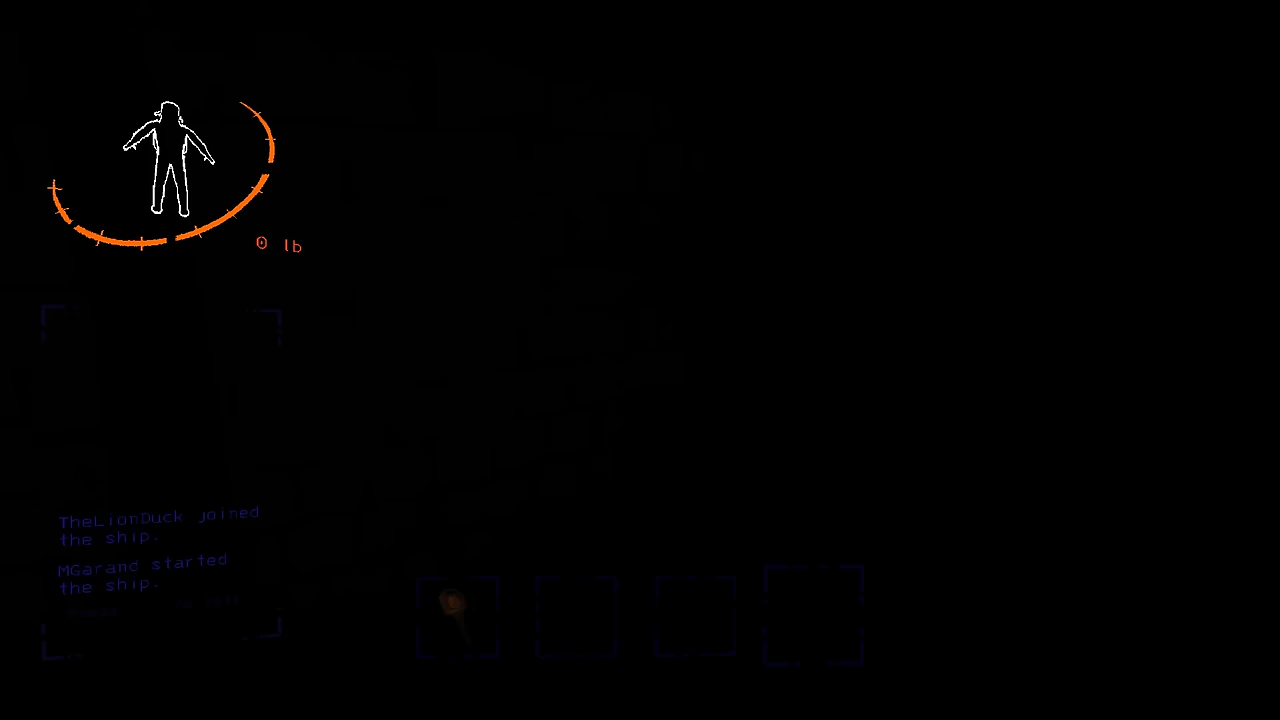 0 lb
TheLionDuck joined
the ship.
MGarand started
the ship.